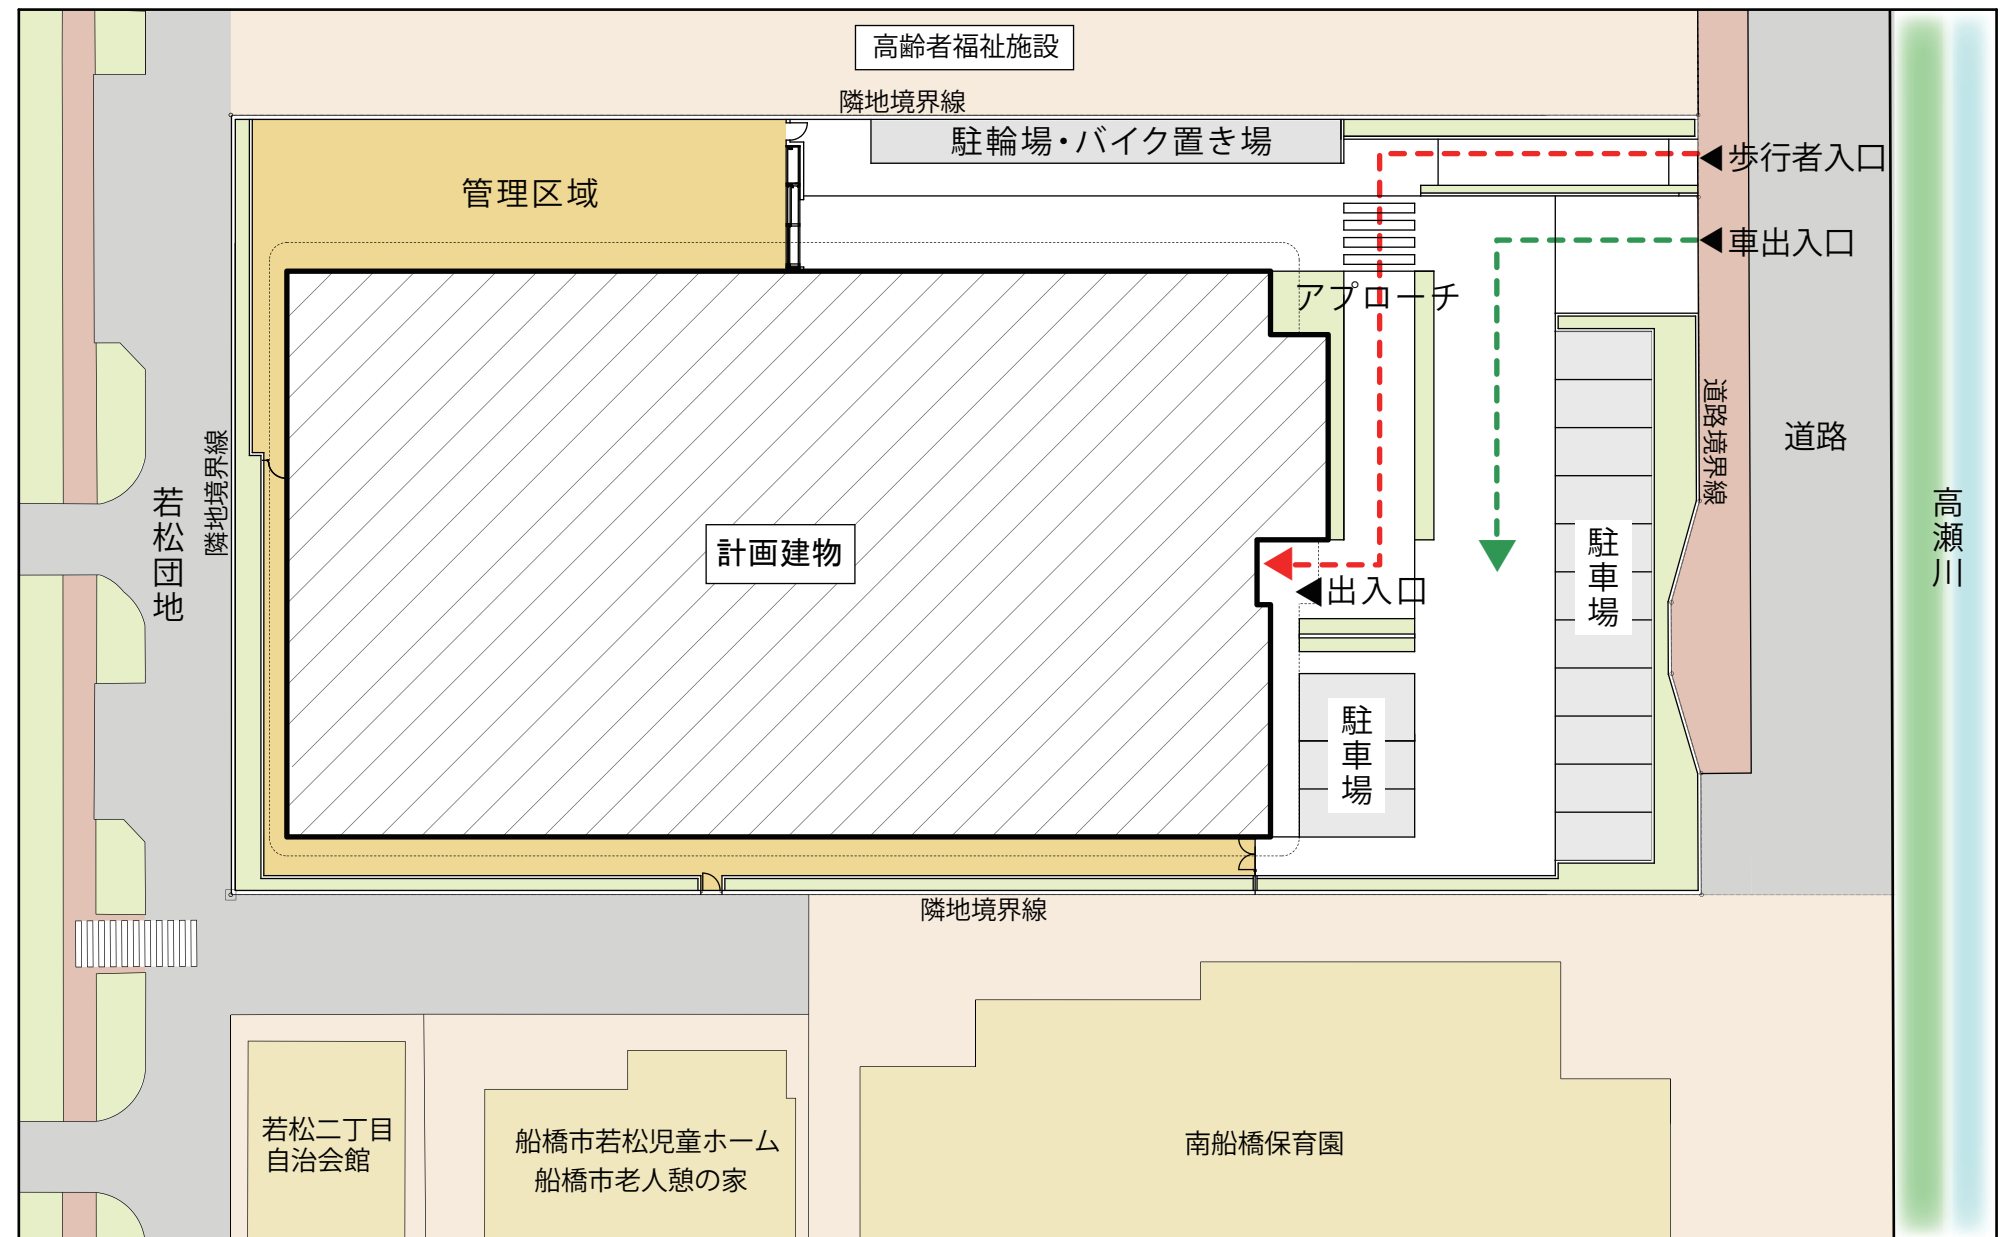 高齢者福祉施設
隣地境界線
駐輪場・バイク置き場
歩行者入口
管理区域
車出入口
アプローチ
道路境界線
道路
隣地境界線
若松団地
高瀬川
計画建物
駐車場
出入口
駐車場
隣地境界線
若松二丁目
自治会館
船橋市若松児童ホーム
船橋市老人憩の家
南船橋保育園